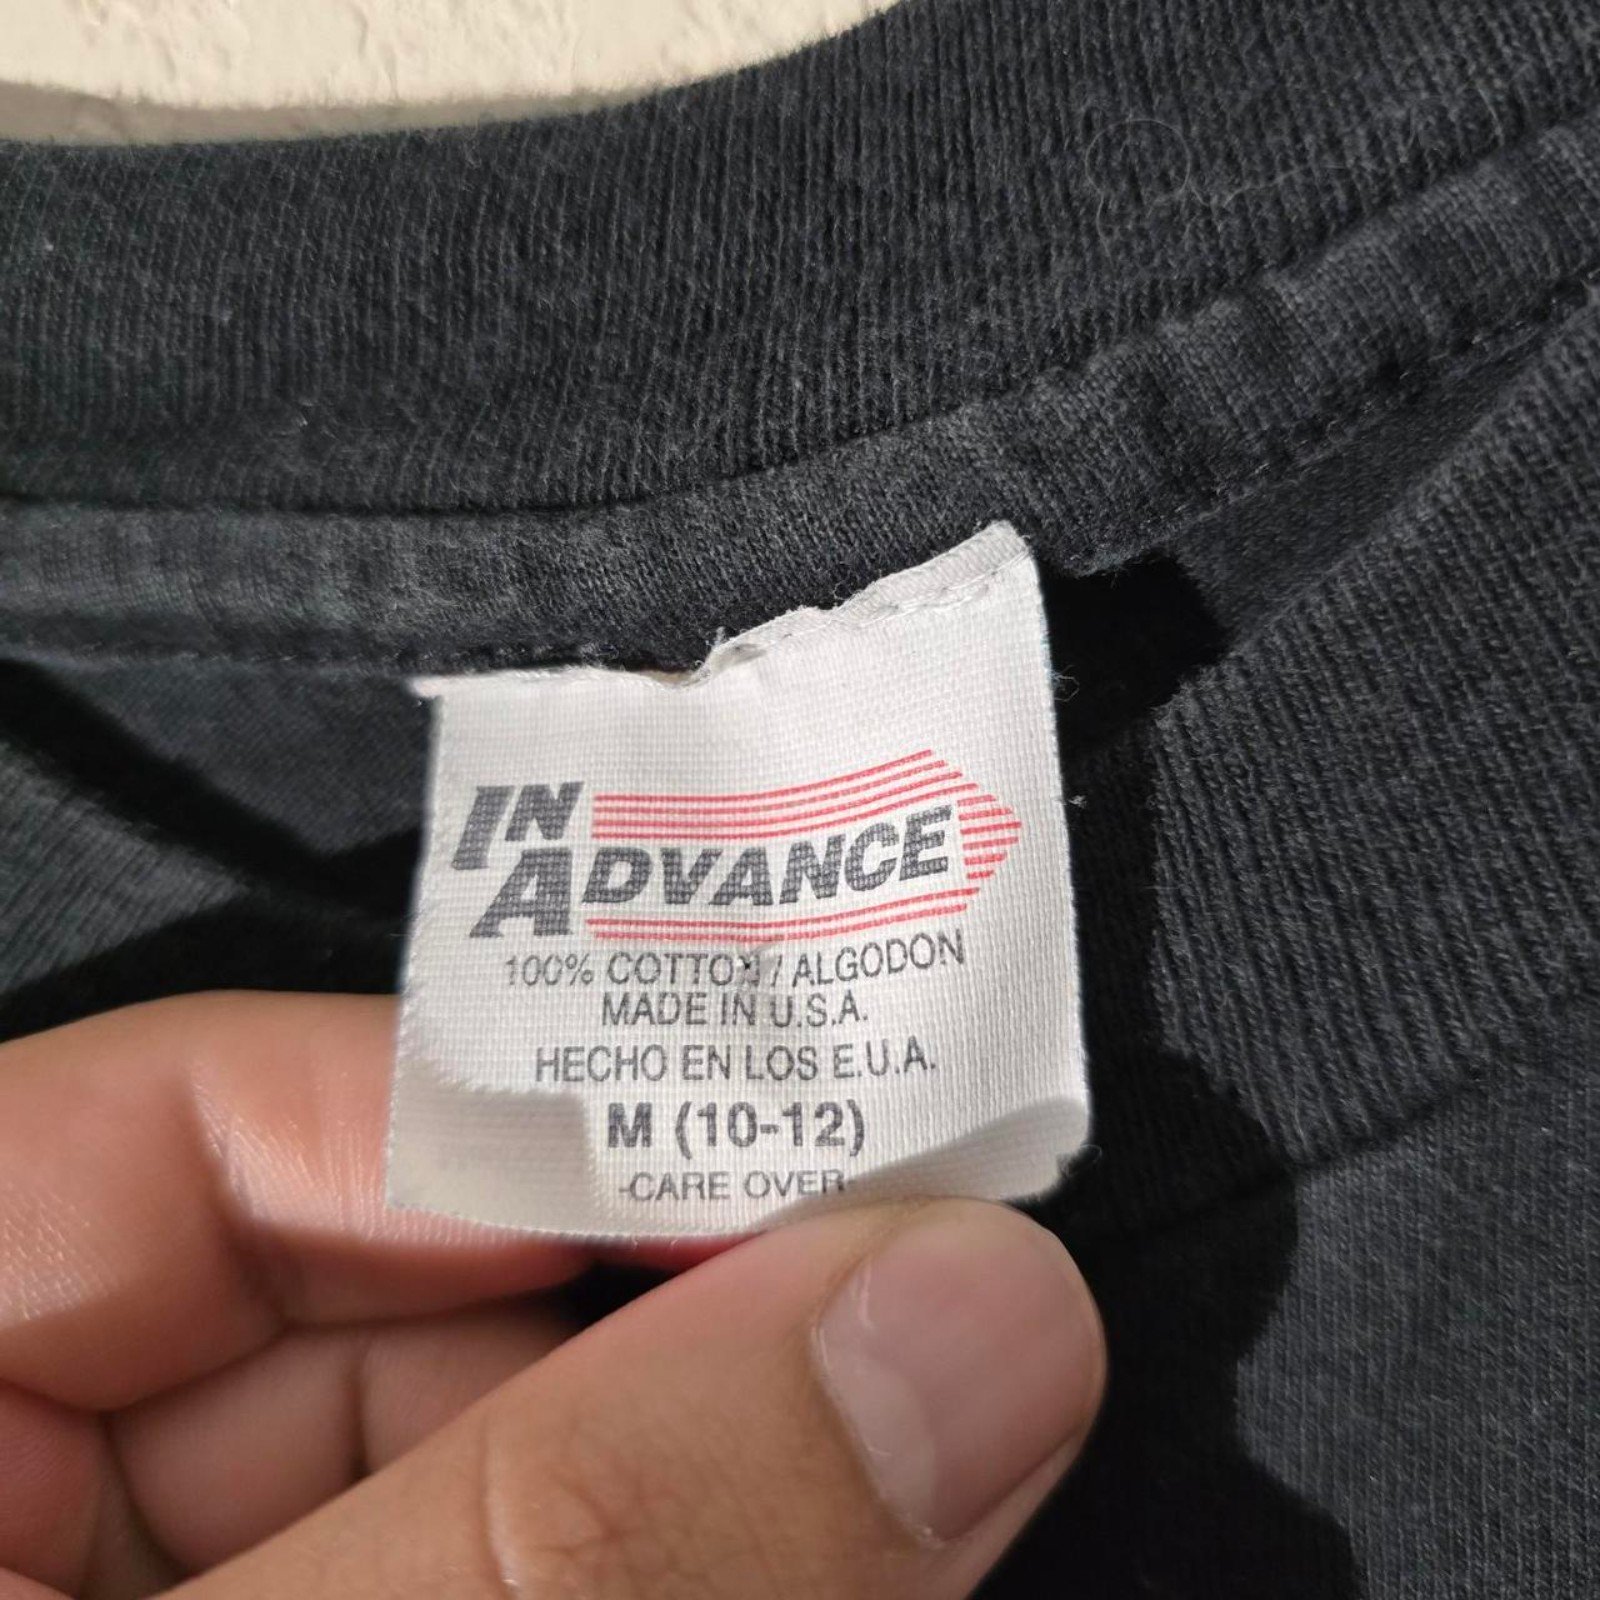 IN
ADVANCE
100% COTTON / ALGODON
MADE IN U.S.A.
HECHO EN LOS E.U.A.
M (10-12)
-CARE OVER-